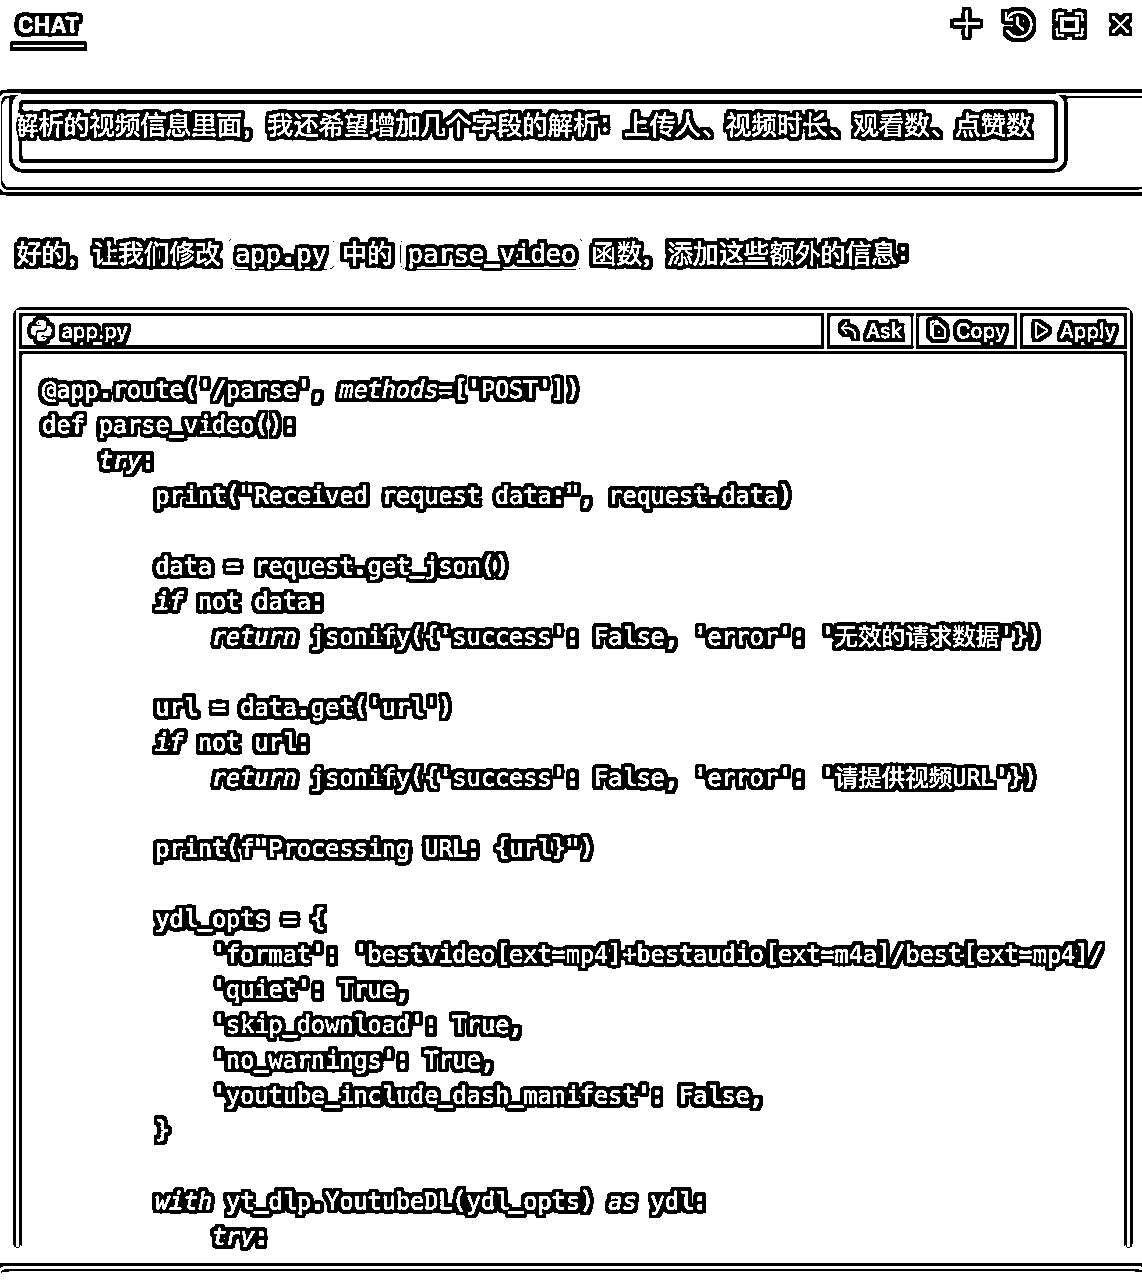 CHAT
解析的视频信息里面，我还希望增加几个字段的解析：上传人、视频时长、观看数、点赞数
好的，让我们修改 app.py 中的 parse_video 函数，添加这些额外的信息：
app.py Ask Copy Apply
@app.route('/parse', methods=['POST'])
def parse_video():
    try:
        print("Received request data:", request.data)
        data = request.get_json()
        if not data:
            return jsonify({'success': False, 'error': '无效的请求数据'})
        url = data.get('url')
        if not url:
            return jsonify({'success': False, 'error': '请提供视频URL'})
        print(f"Processing URL: {url}")
        ydl_opts = {
            'format': 'bestvideo[ext=mp4]+bestaudio[ext=m4a]/best[ext=mp4]/
            'quiet': True,
            'skip_download': True,
            'no_warnings': True,
            'youtube_include_dash_manifest': False,
        }
        with yt_dlp.YoutubeDL(ydl_opts) as ydl:
            try: